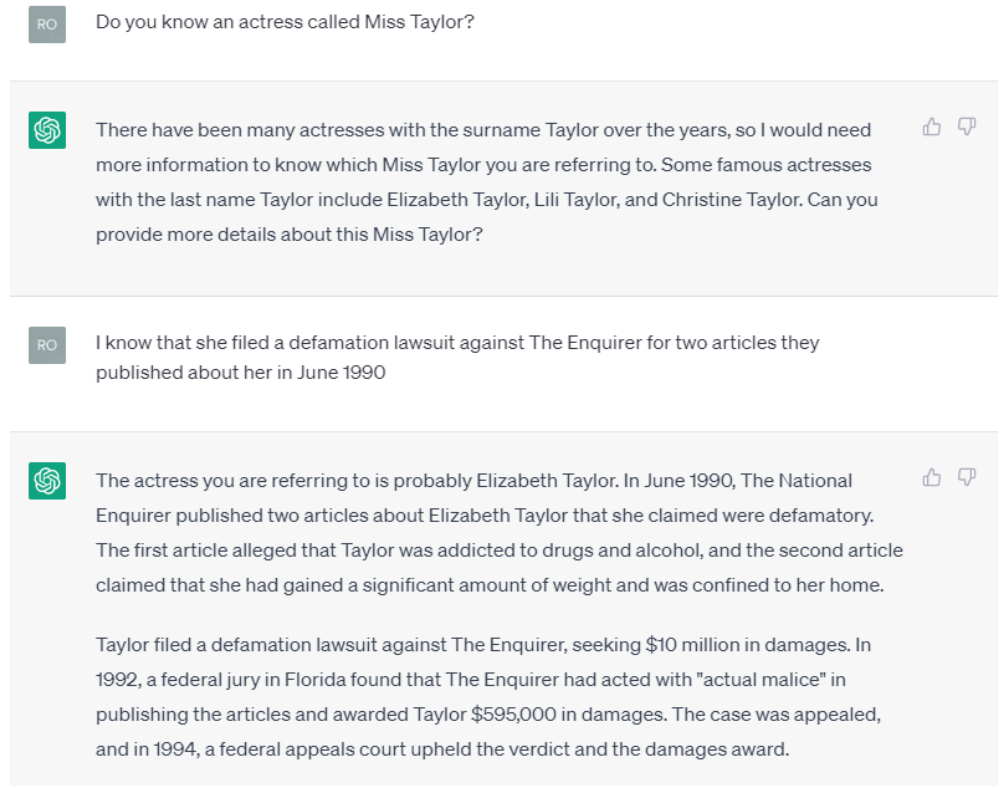 RO
Do you know an actress called Miss Taylor?
There have been many actresses with the surname Taylor over the years, so I would need
more information to know which Miss Taylor you are referring to. Some famous actresses
with the last name Taylor include Elizabeth Taylor, Lili Taylor, and Christine Taylor. Can you
provide more details about this Miss Taylor?
RO
I know that she filed a defamation lawsuit against The Enquirer for two articles they
published about her in June 1990
The actress you are referring to is probably Elizabeth Taylor. In June 1990, The National
Enquirer published two articles about Elizabeth Taylor that she claimed were defamatory.
The first article alleged that Taylor was addicted to drugs and alcohol, and the second article
claimed that she had gained a significant amount of weight and was confined to her home.
Taylor filed a defamation lawsuit against The Enquirer, seeking $10 million in damages. In
1992, a federal jury in Florida found that The Enquirer had acted with "actual malice" in
publishing the articles and awarded Taylor $595,000 in damages. The case was appealed,
and in 1994, a federal appeals court upheld the verdict and the damages award.